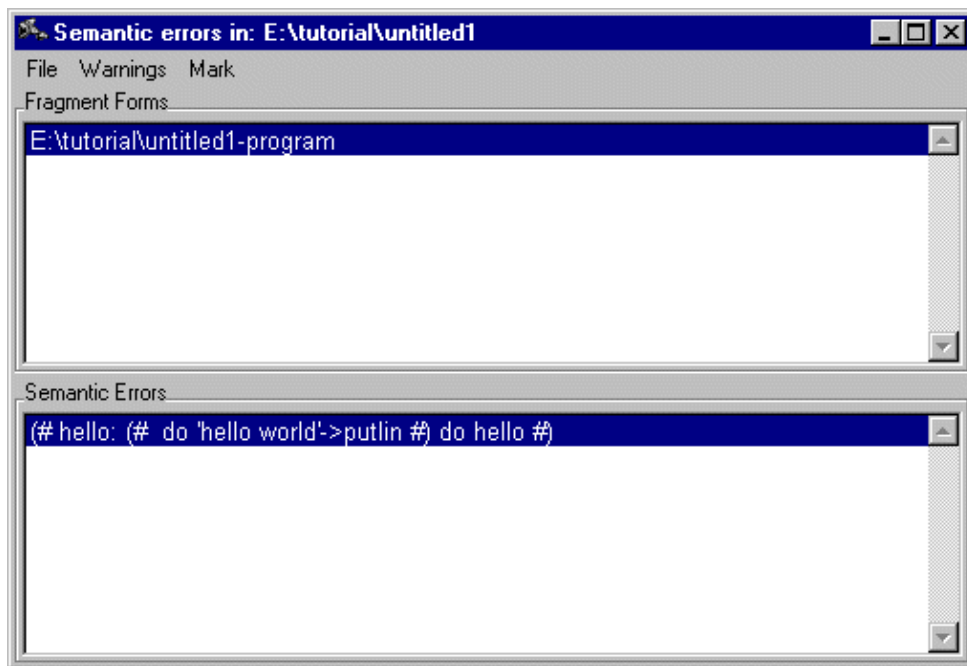 Semantic errors in: E:\tutorial\untitled1
File Warnings Mark
Fragment Forms
E:\tutorial\untitled1-program
Semantic Errors
(# hello: (#  do 'hello world'->putlin #) do hello #)